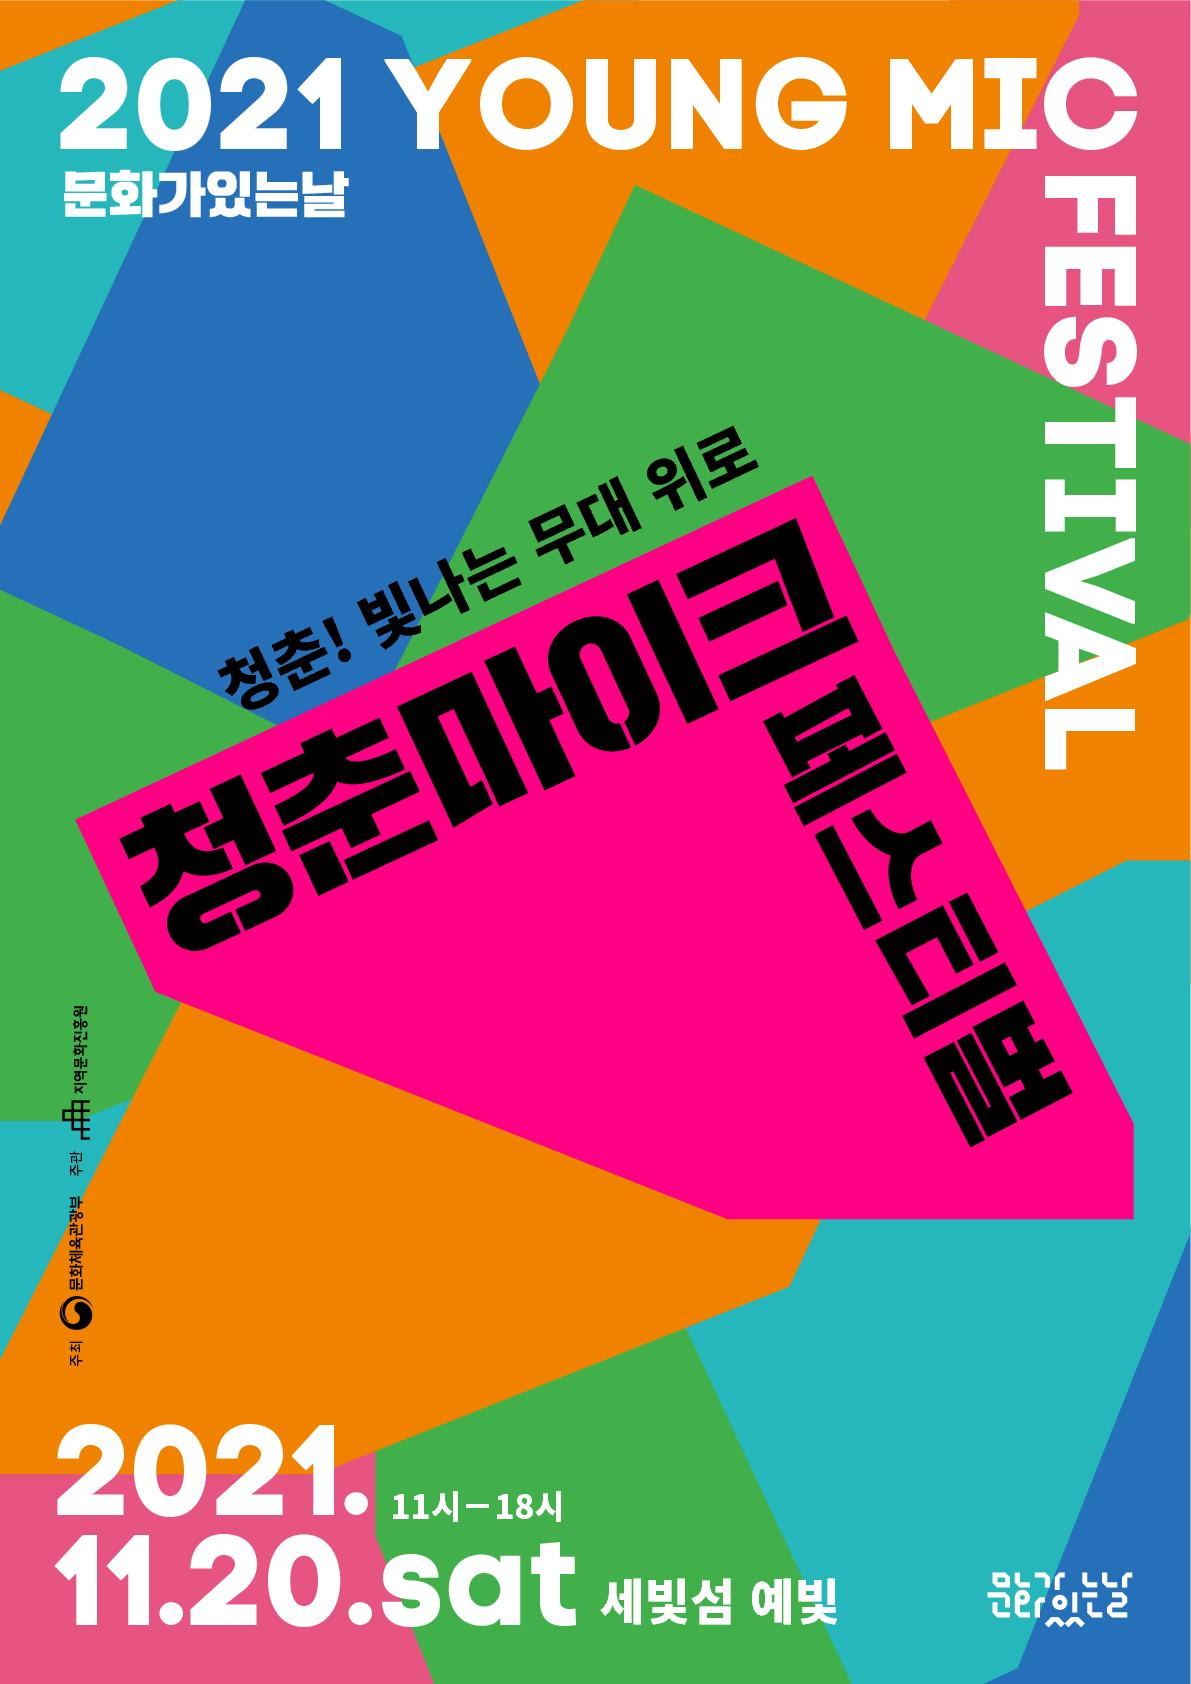 2021 YOUNG MIC
FESTIVAL
문화가있는날
청춘! 빛나는 무대 위로
청춘마이크
페스티벌
주최 문화체육관광부 주관 지역문화진흥원
2021. 11시—18시
11.20.sat 세빛섬 예빛
문화가 있는 날